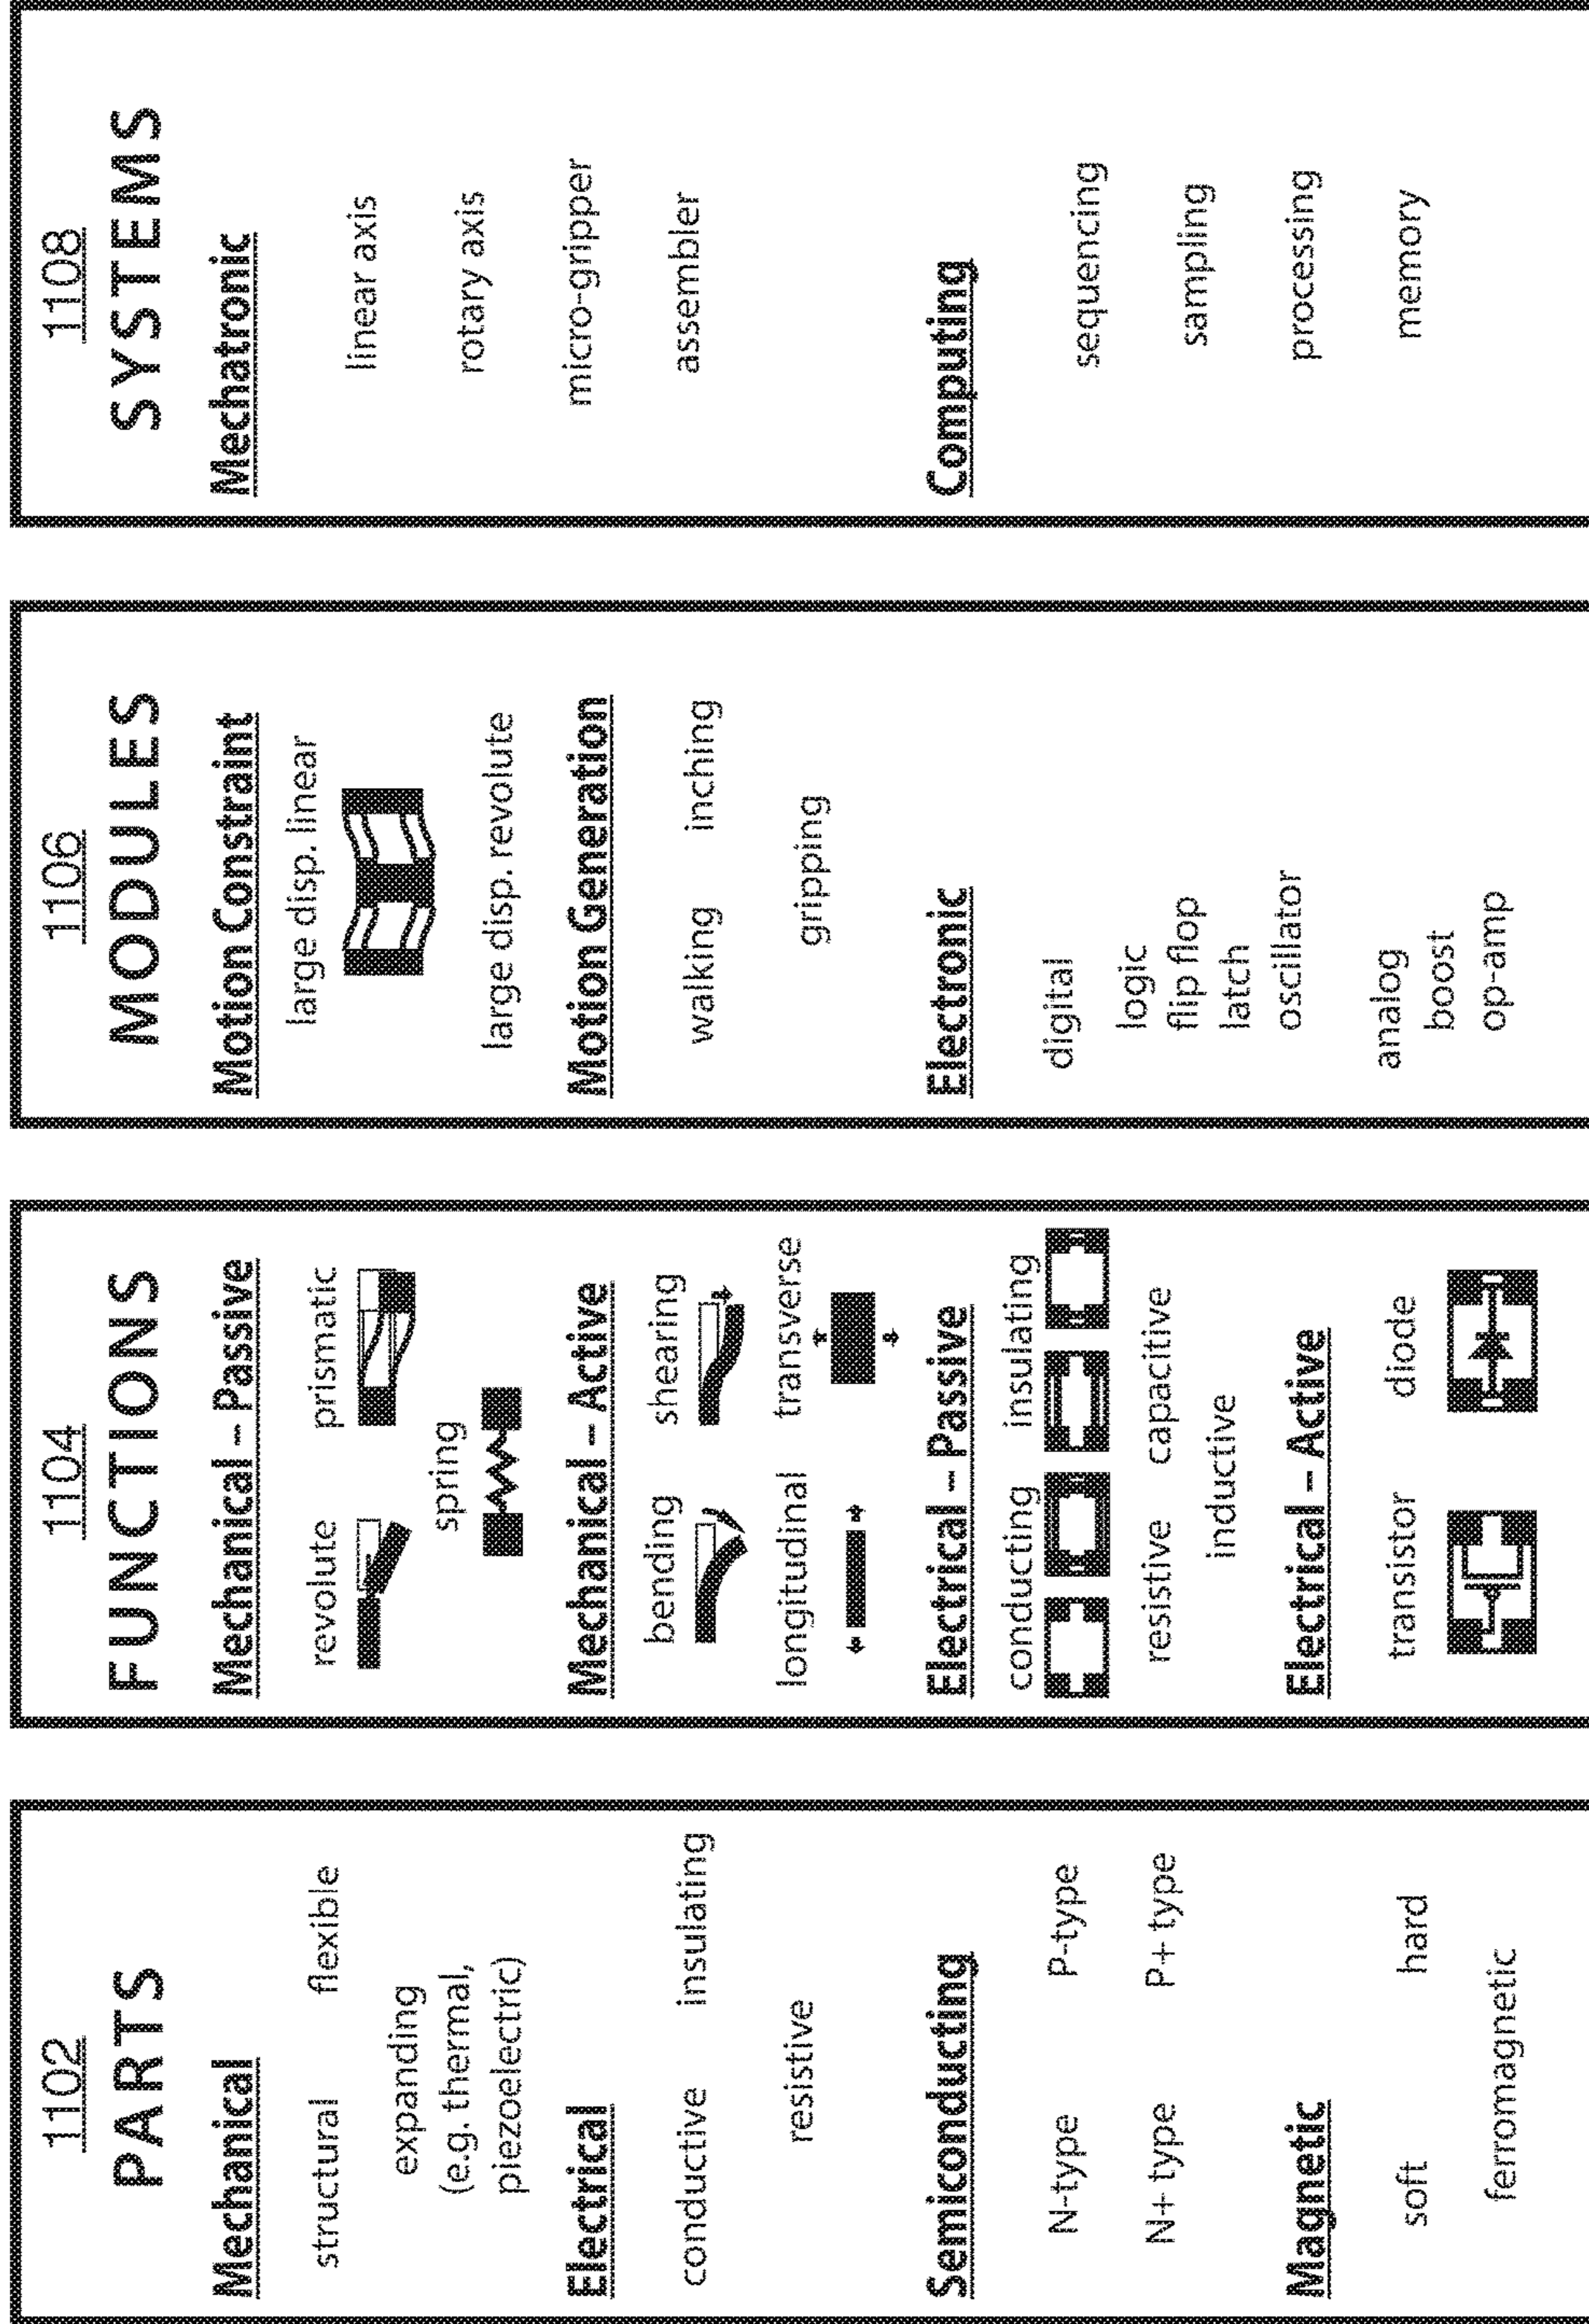 1102
PARTS
Mechanical
structural flexible
expanding
(e.g. thermal,
piezoelectric)
Electrical
conductive insulating
resistive
Semiconducting
N-type P-type
N+ type P+ type
Magnetic
soft hard
ferromagnetic
1104
FUNCTIONS
Mechanical – Passive
revolute prismatic
spring
Mechanical – Active
bending shearing
longitudinal transverse
Electrical – Passive
conducting insulating
resistive capacitive
inductive
Electrical – Active
transistor diode
1106
MODULES
Motion Constraint
large disp. linear
large disp. revolute
Motion Generation
walking inching
gripping
Electronic
digital
logic
flip flop
latch
oscillator
analog
boost
op-amp
1108
SYSTEMS
Mechatronic
linear axis
rotary axis
micro-gripper
assembler
Computing
sequencing
sampling
processing
memory